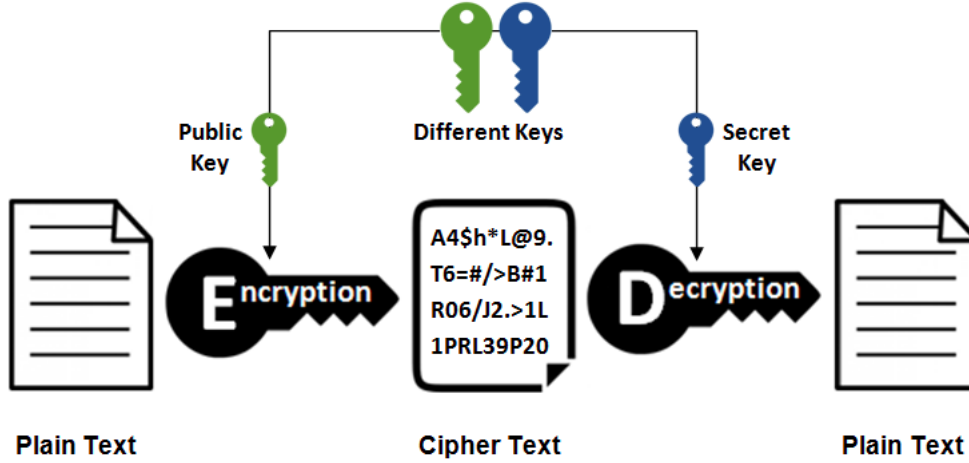 Public
Key
Different Keys
Secret
Key
Encryption
A4$h*L@9.
T6=#/>B#1
R06/J2.>1L
1PRL39P20
Decryption
Plain Text
Cipher Text
Plain Text